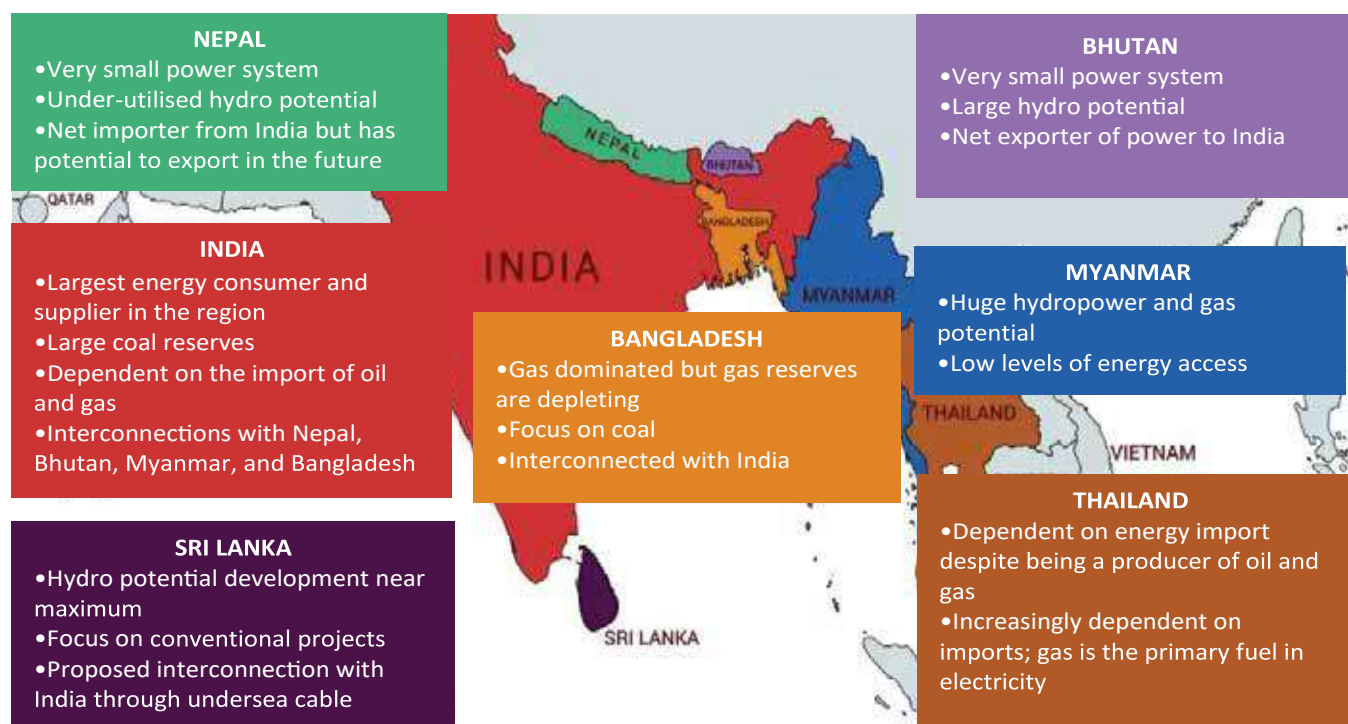 NEPAL
•Very small power system
•Under-utilised hydro potential
•Net importer from India but has
potential to export in the future
BHUTAN
•Very small power system
•Large hydro potential
•Net exporter of power to India
NEPAL
BHUTAN
QATAR
BANGLADESH
INDIA
•Largest energy consumer and
supplier in the region
•Large coal reserves
•Dependent on the import of oil
and gas
•Interconnections with Nepal,
Bhutan, Myanmar, and Bangladesh
INDIA
MYANMAR
MYANMAR
•Huge hydropower and gas
potential
•Low levels of energy access
BANGLADESH
•Gas dominated but gas reserves
are depleting
•Focus on coal
•Interconnected with India
THAILAND
VIETNAM
SRI LANKA
•Hydro potential development near
maximum
•Focus on conventional projects
•Proposed interconnection with
India through undersea cable
SRI LANKA
THAILAND
•Dependent on energy import
despite being a producer of oil and
gas
•Increasingly dependent on
imports; gas is the primary fuel in
electricity